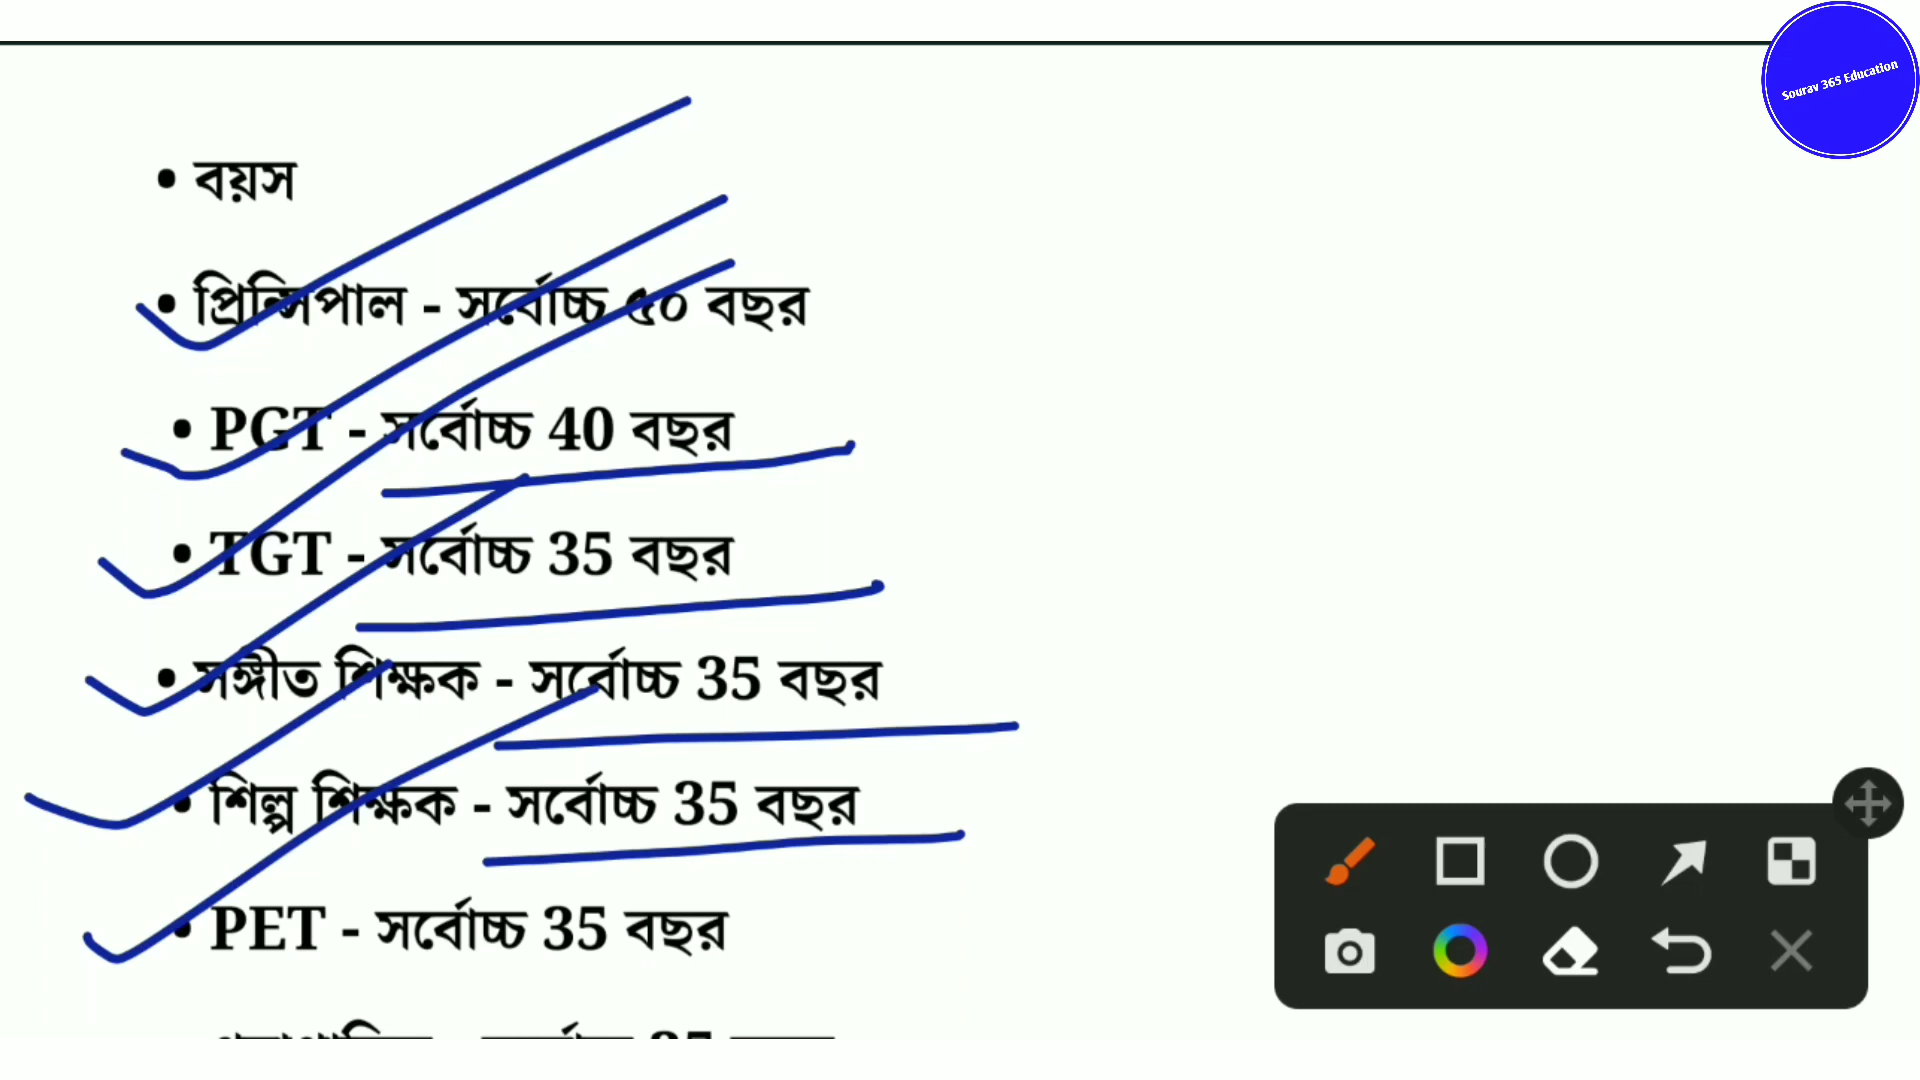 Sourav 365 Education
• বয়স
• প্রিন্সিপাল - সর্বোচ্চ ৫০ বছর
• PGT - সর্বোচ্চ 40 বছর
• TGT - সর্বোচ্চ 35 বছর
• সঙ্গীত শিক্ষক - সর্বোচ্চ 35 বছর
• শিল্প শিক্ষক - সর্বোচ্চ 35 বছর
• PET - সর্বোচ্চ 35 বছর